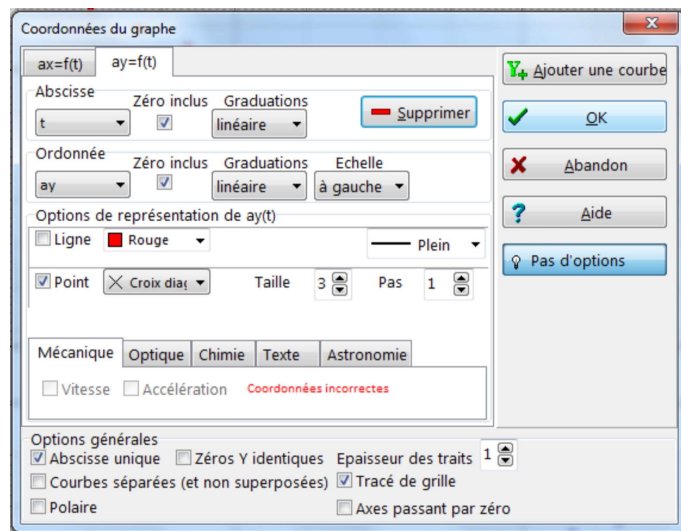 Coordonnées du graphe
ax=f(t) ay=f(t)
Abscisse
Zéro inclus Graduations
t linéaire Supprimer
Ordonnée
Zéro inclus Graduations Echelle
ay linéaire à gauche
Options de représentation de ay(t)
Ligne Rouge Plein
Point Croix diag Taille 3 Pas 1
Mécanique Optique Chimie Texte Astronomie
Vitesse Accélération Coordonnées incorrectes
Options générales
Abscisse unique Zéros Y identiques Epaisseur des traits 1
Courbes séparées (et non superposées) Tracé de grille
Polaire Axes passant par zéro
Y+ Ajouter une courbe
OK
Abandon
? Aide
Pas d'options